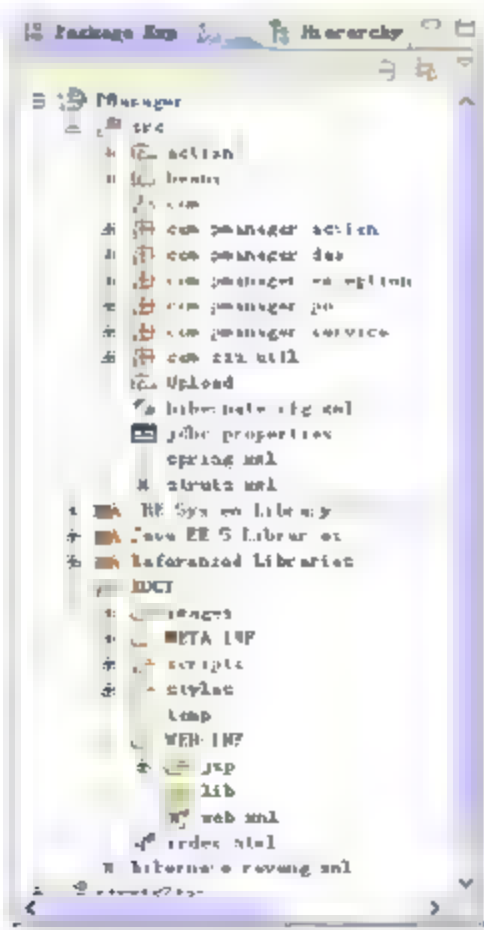 Package Exp Hierarchy
PManager
src
action
beans
com
com pmanager action
com pmanager dao
com pmanager exception
com pmanager po
com pmanager service
com util
Upload
hibernate cfg xml
jdbc properties
spring xml
struts xml
JRE System Library
Java EE 5 Libraries
Referenced Libraries
ROOT
images
META-INF
scripts
styles
temp
WEB-INF
jsp
lib
web xml
index html
hibernate reveng xml